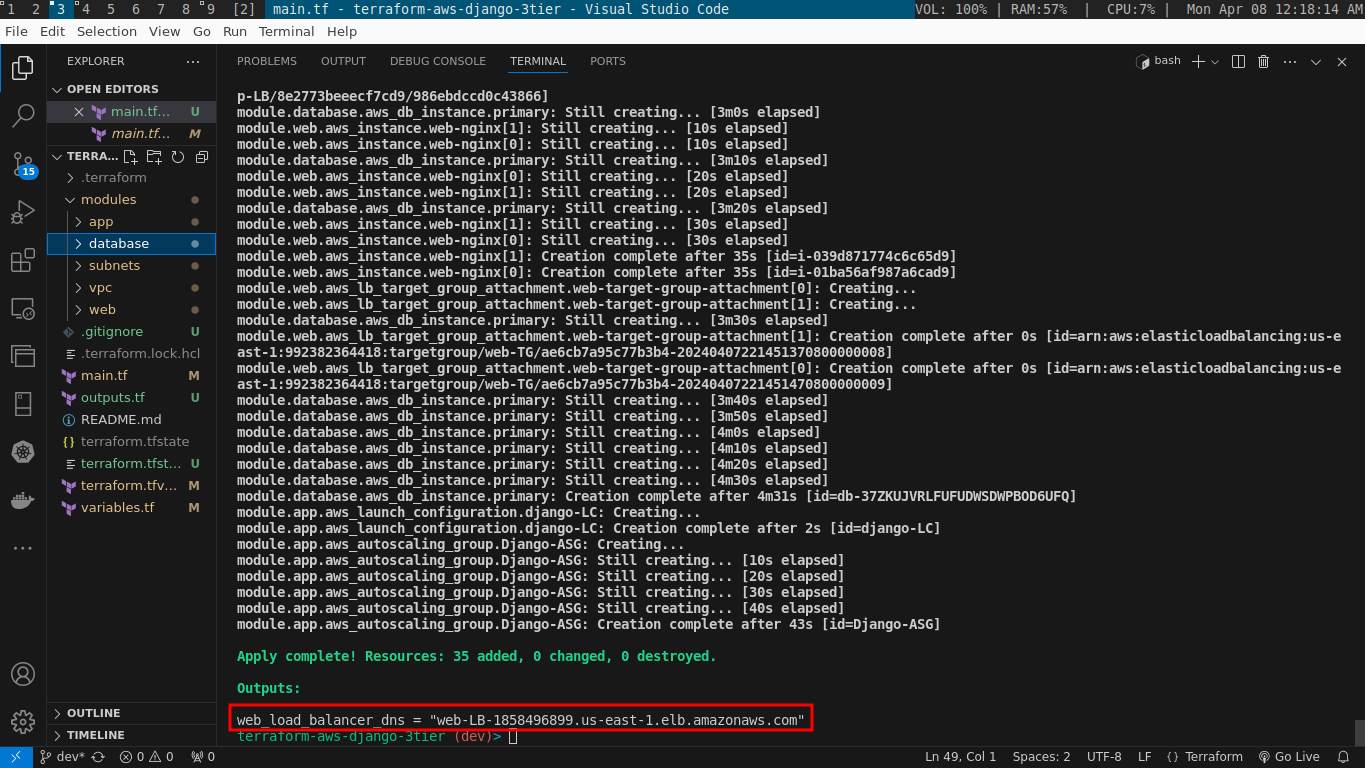 1 2 3 4 5 6 7 8 9 [2] main.tf - terraform-aws-django-3tier - Visual Studio Code VOL: 100% | RAM:57% | CPU:7% | Mon Apr 08 12:18:14 AM
File Edit Selection View Go Run Terminal Help
EXPLORER ...
OPEN EDITORS
main.tf... U
main.tf... M
TERRA...
.terraform
modules
app
database
subnets
vpc
web
.gitignore U
.terraform.lock.hcl
main.tf M
outputs.tf U
README.md
{} terraform.tfstate
terraform.tfst... U
terraform.tfv... M
variables.tf M
OUTLINE
TIMELINE
15
PROBLEMS OUTPUT DEBUG CONSOLE TERMINAL PORTS bash
p-LB/8e2773beeecf7cd9/986ebdccd0c43866]
module.database.aws_db_instance.primary: Still creating... [3m0s elapsed]
module.web.aws_instance.web-nginx[1]: Still creating... [10s elapsed]
module.web.aws_instance.web-nginx[0]: Still creating... [10s elapsed]
module.database.aws_db_instance.primary: Still creating... [3m10s elapsed]
module.web.aws_instance.web-nginx[0]: Still creating... [20s elapsed]
module.web.aws_instance.web-nginx[1]: Still creating... [20s elapsed]
module.database.aws_db_instance.primary: Still creating... [3m20s elapsed]
module.web.aws_instance.web-nginx[1]: Still creating... [30s elapsed]
module.web.aws_instance.web-nginx[0]: Still creating... [30s elapsed]
module.web.aws_instance.web-nginx[1]: Creation complete after 35s [id=i-039d871774c6c65d9]
module.web.aws_instance.web-nginx[0]: Creation complete after 35s [id=i-01ba56af987a6cad9]
module.web.aws_lb_target_group_attachment.web-target-group-attachment[0]: Creating...
module.web.aws_lb_target_group_attachment.web-target-group-attachment[1]: Creating...
module.database.aws_db_instance.primary: Still creating... [3m30s elapsed]
module.web.aws_lb_target_group_attachment.web-target-group-attachment[1]: Creation complete after 0s [id=arn:aws:elasticloadbalancing:us-e
ast-1:992382364418:targetgroup/web-TG/ae6cb7a95c77b3b4-20240407221451370800000008]
module.web.aws_lb_target_group_attachment.web-target-group-attachment[0]: Creation complete after 0s [id=arn:aws:elasticloadbalancing:us-e
ast-1:992382364418:targetgroup/web-TG/ae6cb7a95c77b3b4-20240407221451470800000009]
module.database.aws_db_instance.primary: Still creating... [3m40s elapsed]
module.database.aws_db_instance.primary: Still creating... [3m50s elapsed]
module.database.aws_db_instance.primary: Still creating... [4m0s elapsed]
module.database.aws_db_instance.primary: Still creating... [4m10s elapsed]
module.database.aws_db_instance.primary: Still creating... [4m20s elapsed]
module.database.aws_db_instance.primary: Still creating... [4m30s elapsed]
module.database.aws_db_instance.primary: Creation complete after 4m31s [id=db-37ZKUJVRLFUFUDWSDWPBOD6UFQ]
module.app.aws_launch_configuration.django-LC: Creating...
module.app.aws_launch_configuration.django-LC: Creation complete after 2s [id=django-LC]
module.app.aws_autoscaling_group.Django-ASG: Creating...
module.app.aws_autoscaling_group.Django-ASG: Still creating... [10s elapsed]
module.app.aws_autoscaling_group.Django-ASG: Still creating... [20s elapsed]
module.app.aws_autoscaling_group.Django-ASG: Still creating... [30s elapsed]
module.app.aws_autoscaling_group.Django-ASG: Still creating... [40s elapsed]
module.app.aws_autoscaling_group.Django-ASG: Creation complete after 43s [id=Django-ASG]
Apply complete! Resources: 35 added, 0 changed, 0 destroyed.
Outputs:
web_load_balancer_dns = "web-LB-1858496899.us-east-1.elb.amazonaws.com"
terraform-aws-django-3tier (dev)>
dev* 0 0 0 Ln 49, Col 1 Spaces: 2 UTF-8 LF {} Terraform Go Live